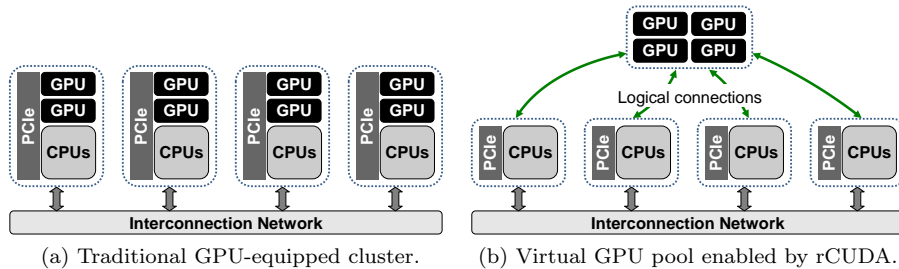 GPU
GPU
PCIe
CPUs
GPU
GPU
PCIe
CPUs
GPU
GPU
PCIe
CPUs
GPU
GPU
PCIe
CPUs
Interconnection Network
(a) Traditional GPU-equipped cluster.
GPU GPU
GPU GPU
Logical connections
PCIe
CPUs
PCIe
CPUs
PCIe
CPUs
PCIe
CPUs
Interconnection Network
(b) Virtual GPU pool enabled by rCUDA.